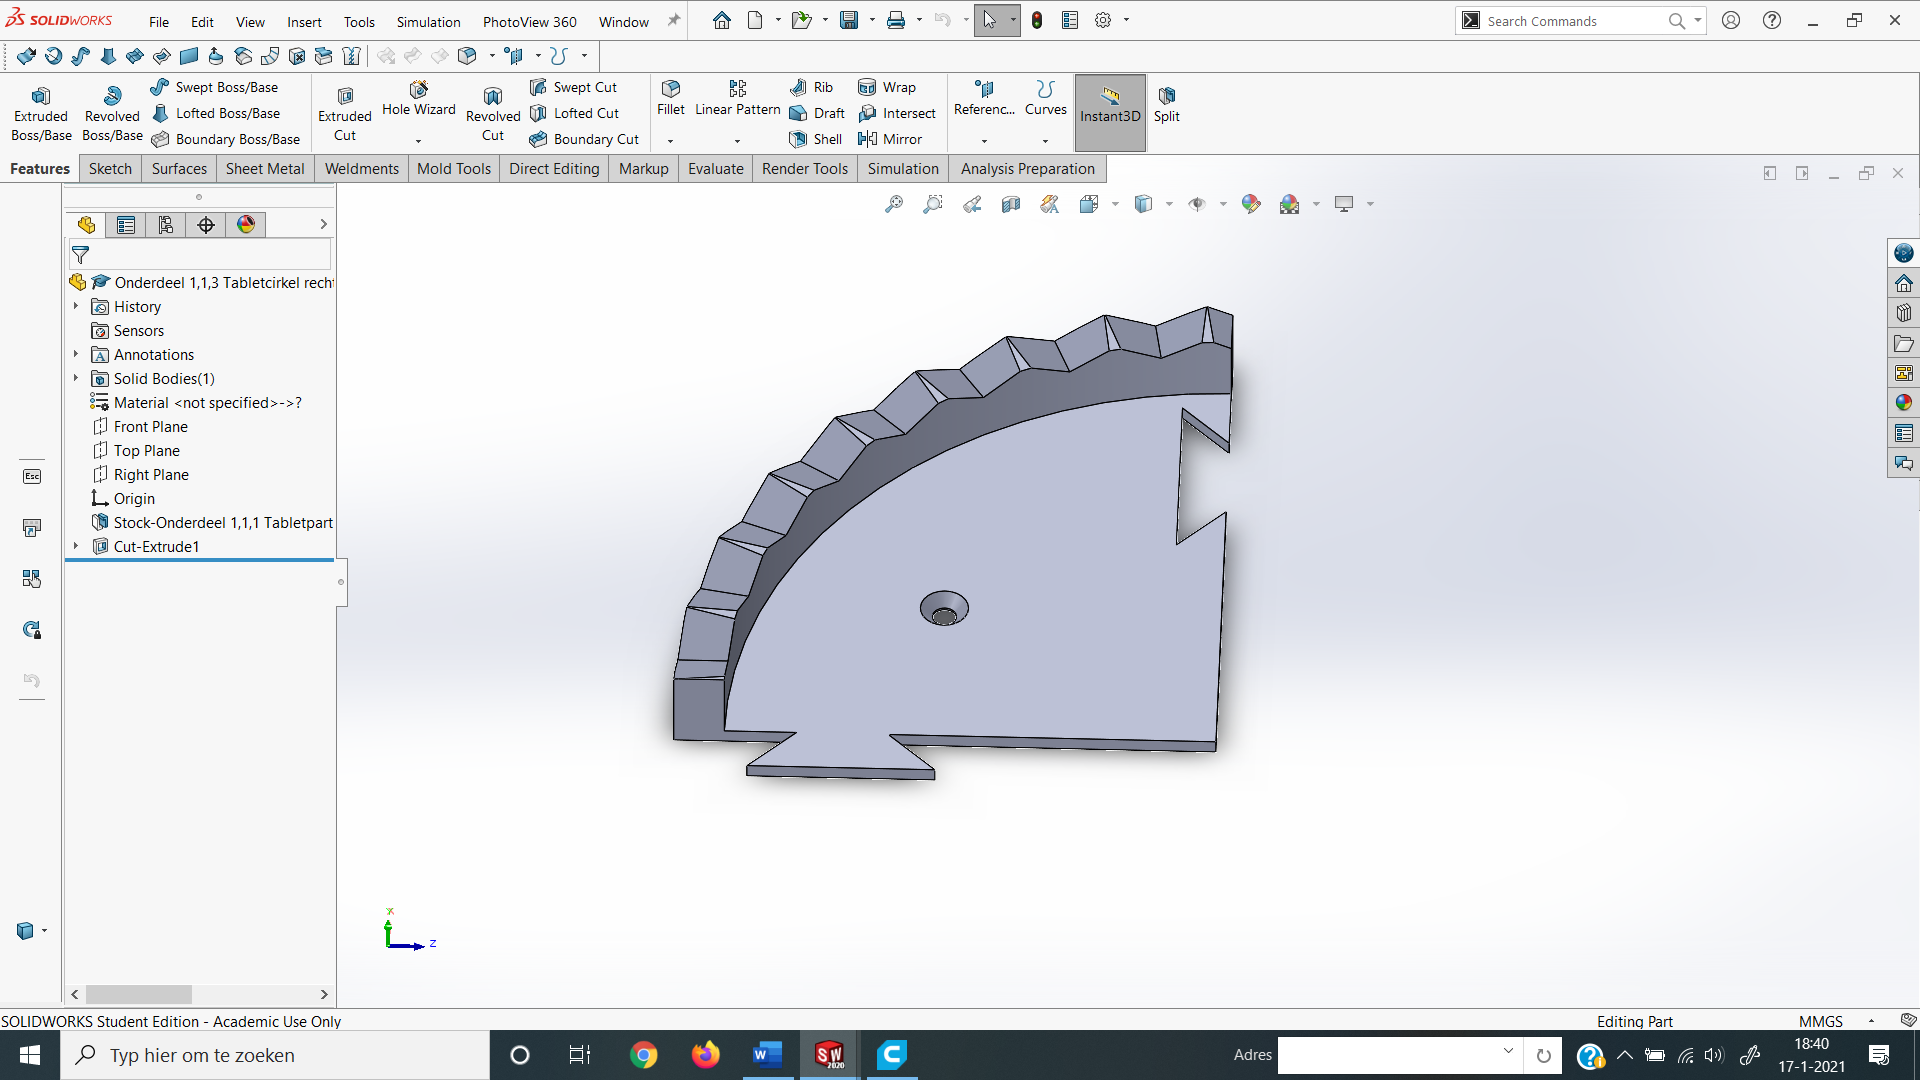 SOLIDWORKS File Edit View Insert Tools Simulation PhotoView 360 Window Search Commands
Extruded Boss/Base
Revolved Boss/Base
Swept Boss/Base
Lofted Boss/Base
Boundary Boss/Base
Extruded Cut
Hole Wizard
Revolved Cut
Swept Cut
Lofted Cut
Boundary Cut
Fillet
Linear Pattern
Rib
Draft
Shell
Wrap
Intersect
Mirror
Referenc...
Curves
Instant3D
Split
Features Sketch Surfaces Sheet Metal Weldments Mold Tools Direct Editing Markup Evaluate Render Tools Simulation Analysis Preparation
Onderdeel 1,1,3 Tabletcirkel rech
History
Sensors
Annotations
Solid Bodies(1)
Material <not specified>->?
Front Plane
Top Plane
Right Plane
Origin
Stock-Onderdeel 1,1,1 Tabletpart
Cut-Extrude1
Esc
Z
SOLIDWORKS Student Edition - Academic Use Only
Editing Part
MMGS
Typ hier om te zoeken
W
SW
2020
Adres
18:40
17-1-2021